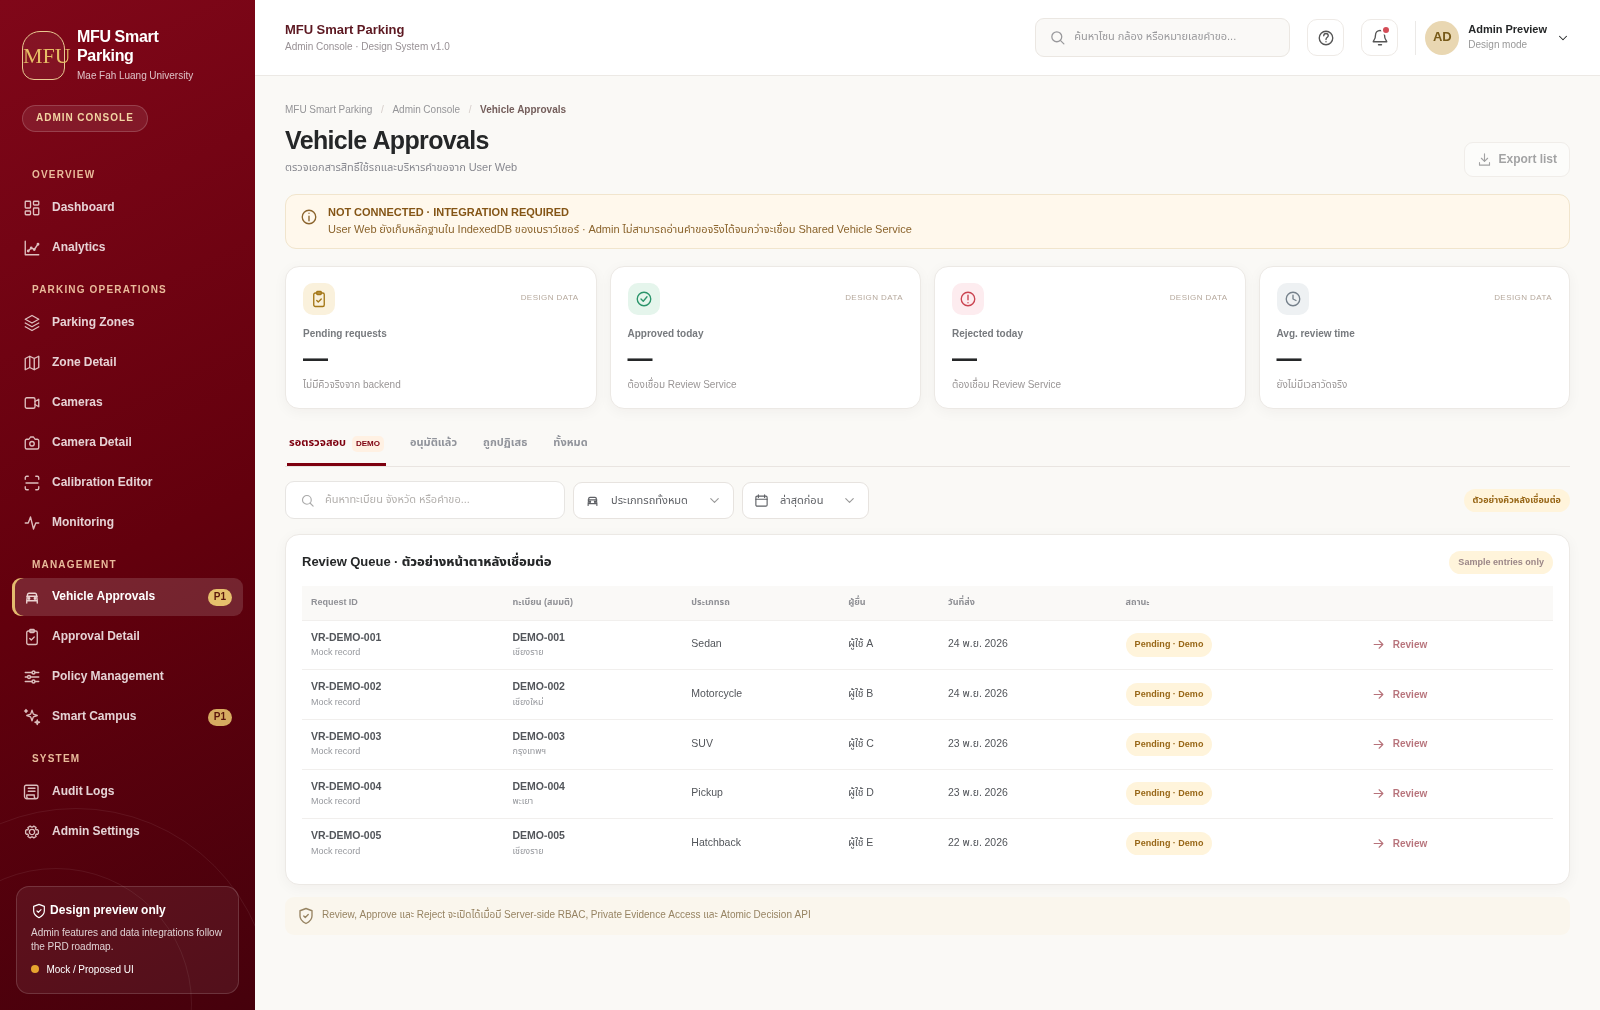 MFU
MFU Smart Parking
Mae Fah Luang University
ADMIN CONSOLE
OVERVIEW
Dashboard
Analytics
PARKING OPERATIONS
Parking Zones
Zone Detail
Cameras
Camera Detail
Calibration Editor
Monitoring
MANAGEMENT
Vehicle Approvals P1
Approval Detail
Policy Management
Smart Campus P1
SYSTEM
Audit Logs
Admin Settings
Design preview only
Admin features and data integrations follow
the PRD roadmap.
Mock / Proposed UI
MFU Smart Parking
Admin Console · Design System v1.0
ค้นหาโซน กล้อง หรือหมายเลขคำขอ...
AD
Admin Preview
Design mode
MFU Smart Parking / Admin Console / Vehicle Approvals
Vehicle Approvals
ตรวจเอกสารสิทธิ์ใช้รถและบริหารคำขอจาก User Web
Export list
NOT CONNECTED · INTEGRATION REQUIRED
User Web ยังเก็บหลักฐานใน IndexedDB ของเบราว์เซอร์ · Admin ไม่สามารถอ่านคำขอจริงได้จนกว่าจะเชื่อม Shared Vehicle Service
DESIGN DATA
Pending requests
—
ไม่มีคิวจริงจาก backend
DESIGN DATA
Approved today
—
ต้องเชื่อม Review Service
DESIGN DATA
Rejected today
—
ต้องเชื่อม Review Service
DESIGN DATA
Avg. review time
—
ยังไม่มีเวลาวัดจริง
รอตรวจสอบ DEMO อนุมัติแล้ว ถูกปฏิเสธ ทั้งหมด
ค้นหาทะเบียน จังหวัด หรือคำขอ... ประเภทรถทั้งหมด ล่าสุดก่อน ตัวอย่างคิวหลังเชื่อมต่อ
Review Queue · ตัวอย่างหน้าตาหลังเชื่อมต่อ Sample entries only
Request ID ทะเบียน (สมมติ) ประเภทรถ ผู้ยื่น วันที่ส่ง สถานะ
VR-DEMO-001 DEMO-001 Sedan ผู้ใช้ A 24 พ.ย. 2026 Pending · Demo Review
Mock record เชียงราย
VR-DEMO-002 DEMO-002 Motorcycle ผู้ใช้ B 24 พ.ย. 2026 Pending · Demo Review
Mock record เชียงใหม่
VR-DEMO-003 DEMO-003 SUV ผู้ใช้ C 23 พ.ย. 2026 Pending · Demo Review
Mock record กรุงเทพฯ
VR-DEMO-004 DEMO-004 Pickup ผู้ใช้ D 23 พ.ย. 2026 Pending · Demo Review
Mock record พะเยา
VR-DEMO-005 DEMO-005 Hatchback ผู้ใช้ E 22 พ.ย. 2026 Pending · Demo Review
Mock record เชียงราย
Review, Approve และ Reject จะเปิดได้เมื่อมี Server-side RBAC, Private Evidence Access และ Atomic Decision API